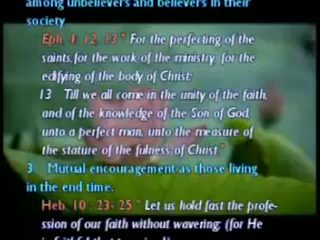 among unbelievers and believers in their
society
Eph. 4: 12, 13 " For the perfecting of the
saints, for the work of the ministry, for the
edifying of the body of Christ:
13 Till we all come in the unity of the faith,
and of the knowledge of the Son of God,
unto a perfect man, unto the measure of
the stature of the fulness of Christ:"
3. Mutual encouragement as those living
in the end time.
Heb. 10 : 23- 25 " Let us hold fast the profe-
ssion of our faith without wavering; (for He